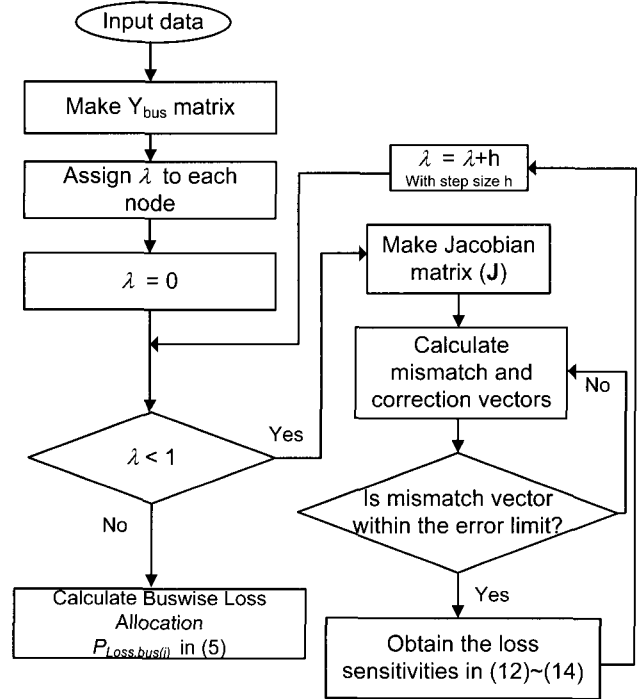 Input data
Make Ybus matrix
Assign λ to each
node
λ = 0
λ < 1
Yes
No
Calculate Buswise Loss
Allocation
PLoss,bus(i) in (5)
λ = λ+h
With step size h
Make Jacobian
matrix (J)
Calculate
mismatch and
correction vectors
No
Is mismatch vector
within the error limit?
Yes
Obtain the loss
sensitivities in (12)~(14)